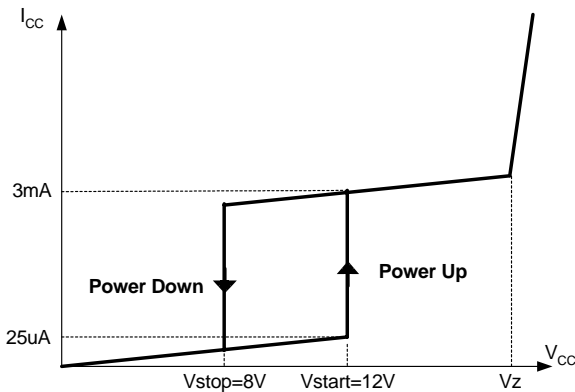 ICC
3mA
Power Down
Power Up
25uA
VCC
Vstop=8V
Vstart=12V
Vz